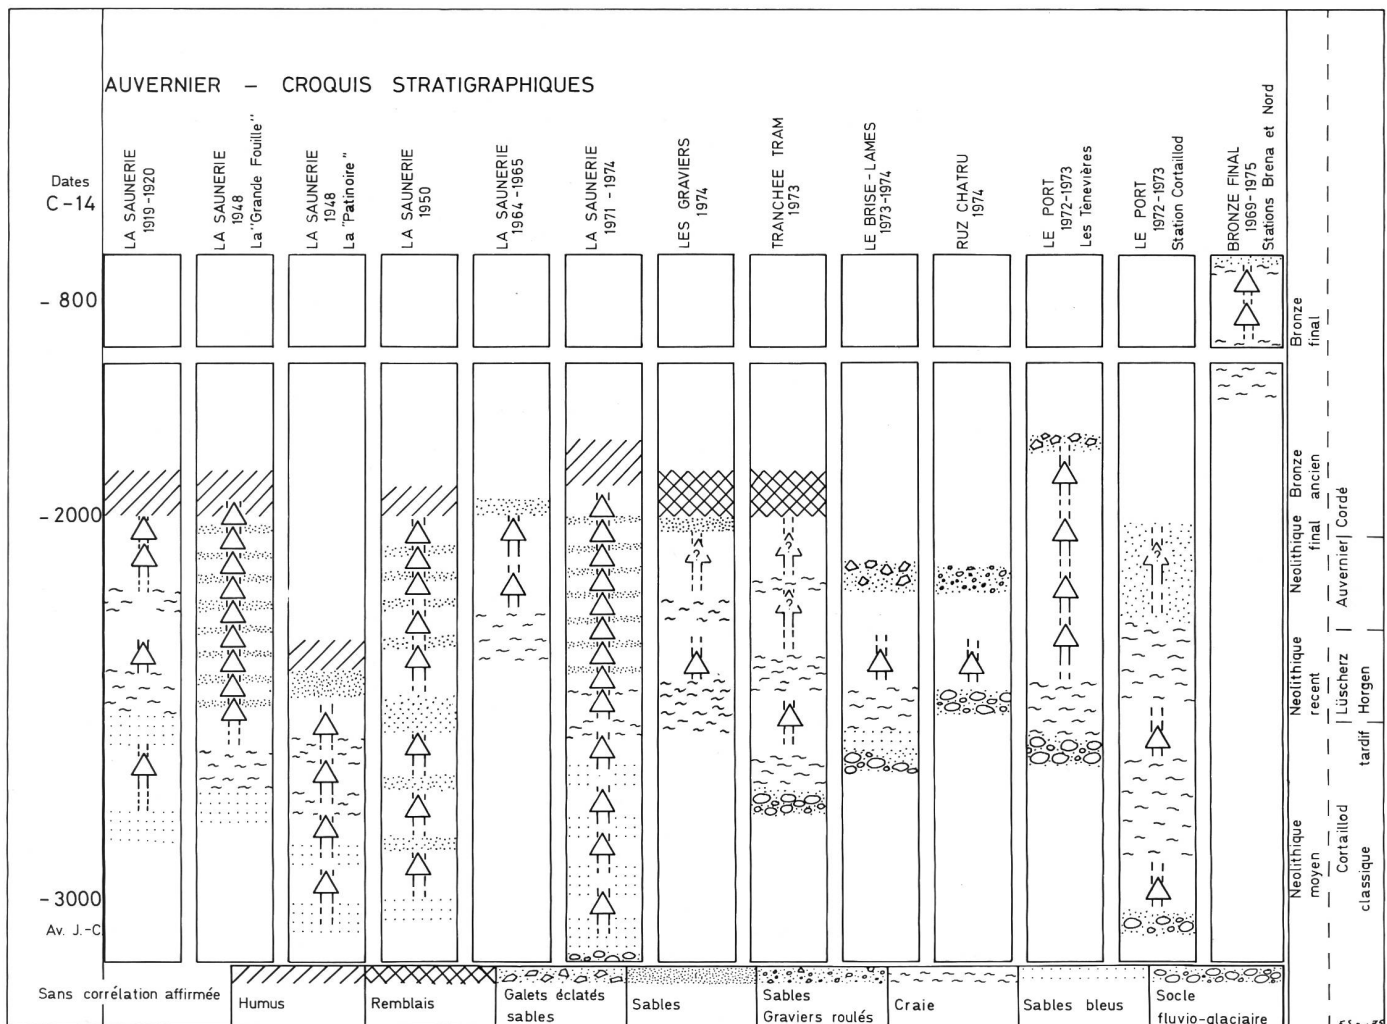 AUVERNIER – CROQUIS STRATIGRAPHIQUES
Dates
C-14
LA SAUNERIE
1919-1920
LA SAUNERIE
1948
La "Grande Fouille"
LA SAUNERIE
1948
La "Patinoire"
LA SAUNERIE
1950
LA SAUNERIE
1964-1965
LA SAUNERIE
1971-1974
LES GRAVIERS
1974
TRANCHEE TRAM
1973
LE BRISE-LAMES
1973-1974
RUZ CHATRU
1974
LE PORT
1972-1973
Les Tènevières
LE PORT
1972-1973
Station Cortaillod
BRONZE FINAL
1969-1975
Stations Brena et Nord
- 800
- 2000
- 3000
Av. J.-C.
?
?
?
?
Bronze
final
Bronze
ancien
Neolithique
final
Auvernier
Cordé
Neolithique
recent
Lüscherz
Horgen
Neolithique
moyen
Cortaillod
tardif
classique
Sans corrélation affirmée
Humus
Remblais
Galets éclatés
sables
Sables
Sables
Graviers roulés
Craie
Sables bleus
Socle
fluvio-glaciaire